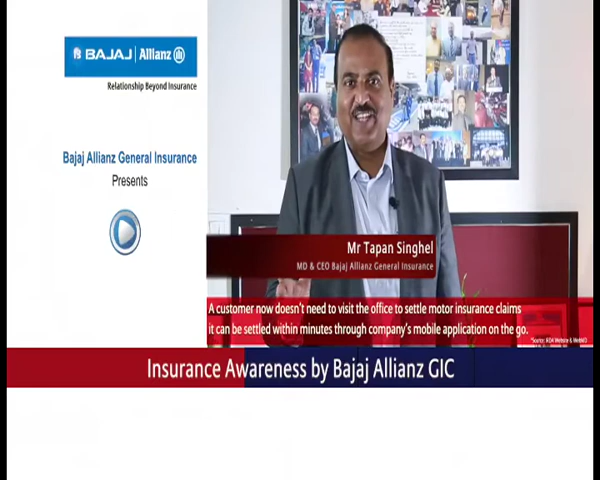 BAJAJ | Allianz
Relationship Beyond Insurance
Bajaj Allianz General Insurance
Presents
Mr Tapan Singhel
MD & CEO Bajaj Allianz General Insurance
A customer now doesn't need to visit the office to settle motor insurance claims
it can be settled within minutes through company's mobile application on the go.
Insurance Awareness by Bajaj Allianz GIC